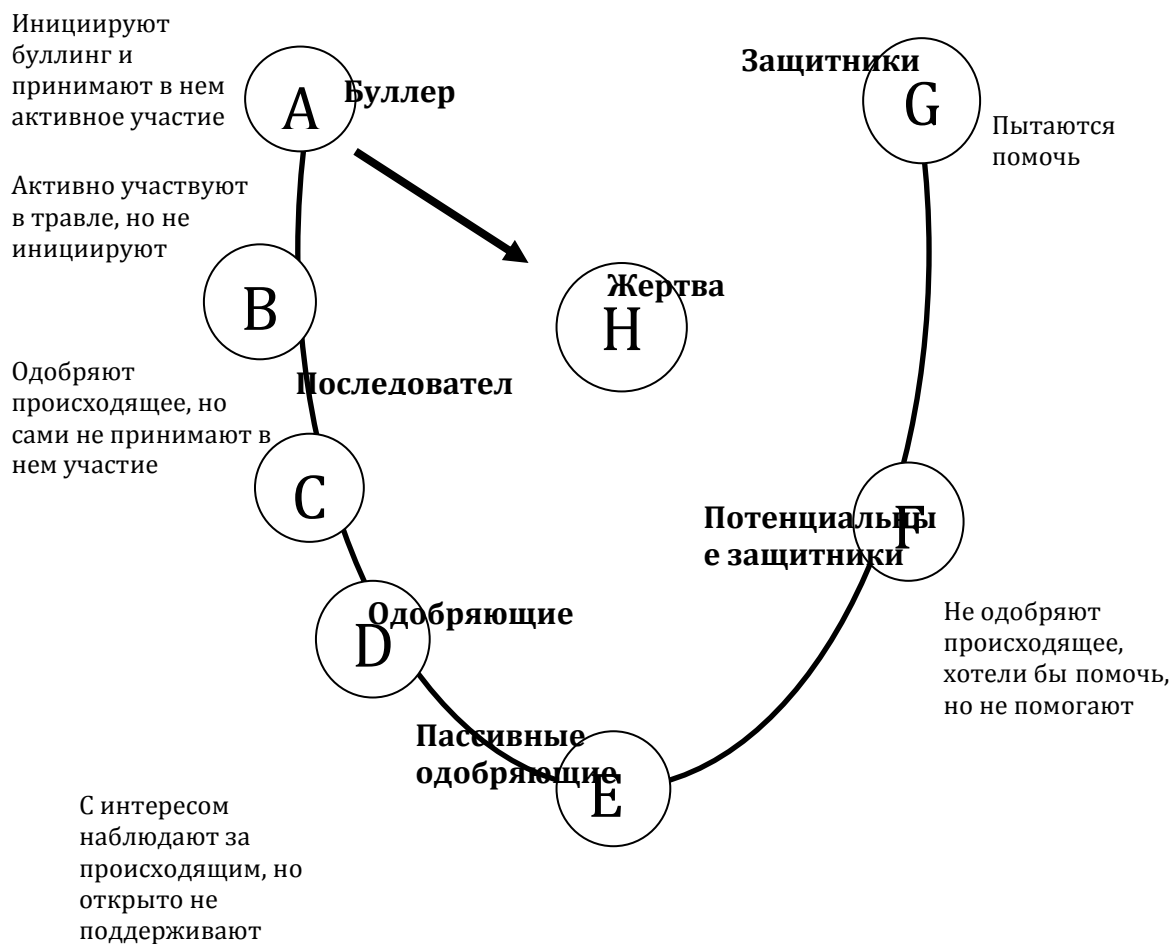 Инициируют
буллинг и
принимают в нем
активное участие
A
Буллер
Защитники
G
Пытаются
помочь
Активно участвуют
в травле, но не
инициируют
B
Жертва
H
Последовател
Одобряют
происходящее, но
сами не принимают в
нем участие
C
Потенциальны
е защитники
F
Одобряющие
D
Не одобряют
происходящее,
хотели бы помочь,
но не помогают
Пассивные
одобряющие
E
С интересом
наблюдают за
происходящим, но
открыто не
поддерживают